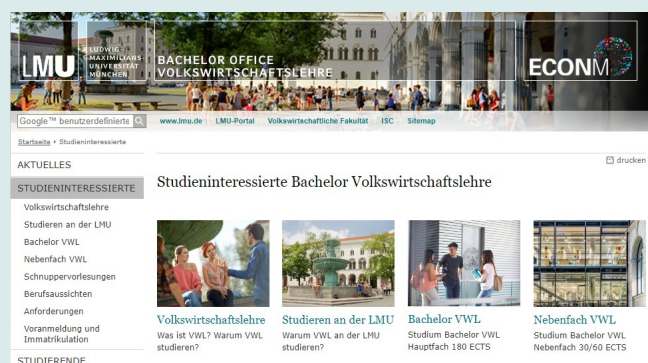 LMU
LUDWIG-
MAXIMILIANS-
UNIVERSITÄT
MÜNCHEN
BACHELOR OFFICE
VOLKSWIRTSCHAFTSLEHRE
ECONM
Google™ benutzerdefinierte
www.lmu.de LMU-Portal Volkswirtschaftliche Fakultät ISC Sitemap
Startseite › Studieninteressierte
drucken
AKTUELLES
STUDIENINTERESSIERTE
Volkswirtschaftslehre
Studieren an der LMU
Bachelor VWL
Nebenfach VWL
Schnuppervorlesungen
Berufsaussichten
Anforderungen
Voranmeldung und
Immatrikulation
STUDIERENDE
Studieninteressierte Bachelor Volkswirtschaftslehre
Volkswirtschaftslehre
Was ist VWL? Warum VWL
studieren?
Studieren an der LMU
Warum VWL an der LMU
studieren?
Bachelor VWL
Studium Bachelor VWL
Hauptfach 180 ECTS
Nebenfach VWL
Studium Bachelor VWL
Nebenfach 30/60 ECTS